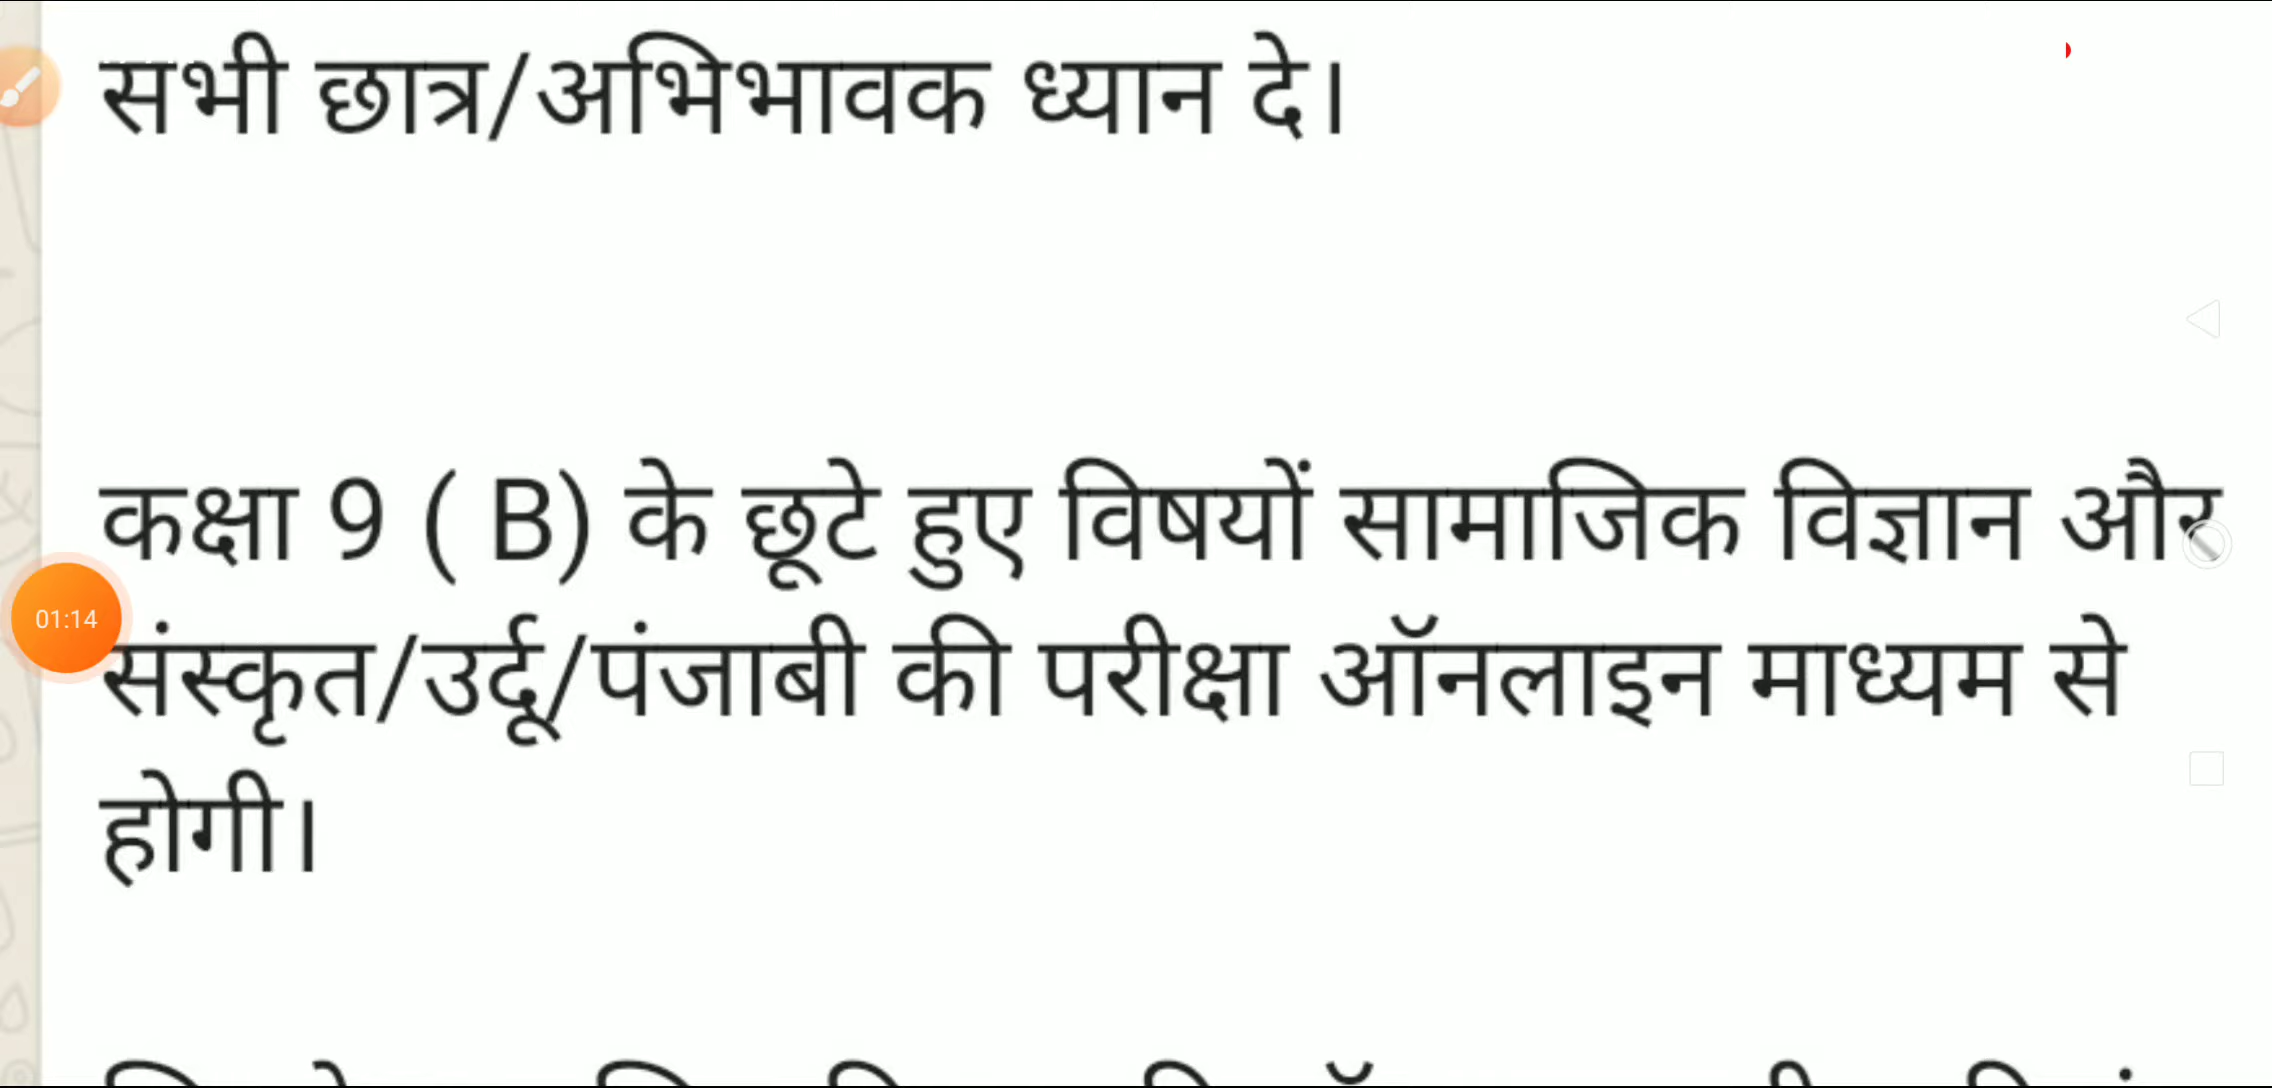 सभी छात्र/अभिभावक ध्यान दे।
कक्षा 9 ( B) के छूटे हुए विषयों सामाजिक विज्ञान और
01:14
संस्कृत/उर्दू/पंजाबी की परीक्षा ऑनलाइन माध्यम से
होगी।